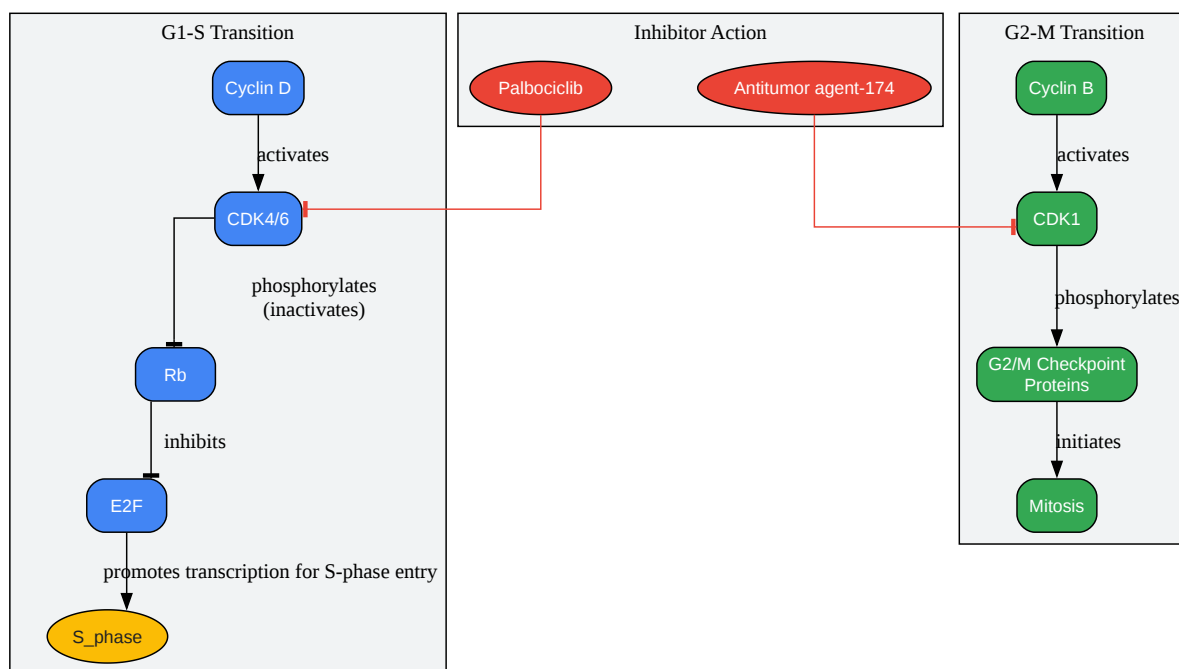 G1-S Transition
Cyclin D
activates
CDK4/6
phosphorylates
(inactivates)
Rb
inhibits
E2F
promotes transcription for S-phase entry
S_phase
Inhibitor Action
Palbociclib
Antitumor agent-174
G2-M Transition
Cyclin B
activates
CDK1
phosphorylates
G2/M Checkpoint
Proteins
initiates
Mitosis